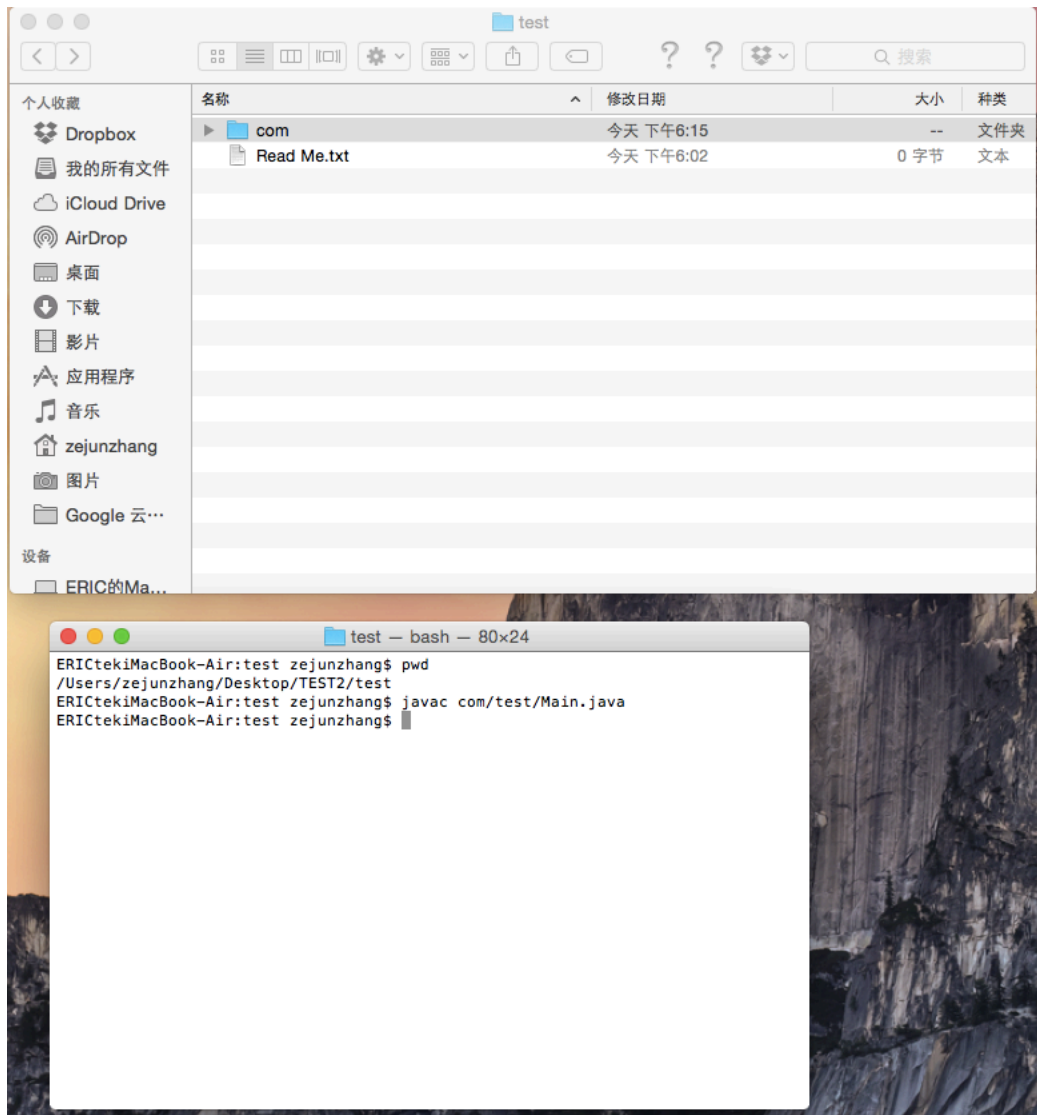 test
搜索
个人收藏
Dropbox
我的所有文件
iCloud Drive
AirDrop
桌面
下载
影片
应用程序
音乐
zejunzhang
图片
Google 云…
设备
ERIC的Ma...
名称 修改日期 大小 种类
com 今天 下午6:15 -- 文件夹
Read Me.txt 今天 下午6:02 0 字节 文本
test — bash — 80×24
ERICtekiMacBook-Air:test zejunzhang$ pwd
/Users/zejunzhang/Desktop/TEST2/test
ERICtekiMacBook-Air:test zejunzhang$ javac com/test/Main.java
ERICtekiMacBook-Air:test zejunzhang$